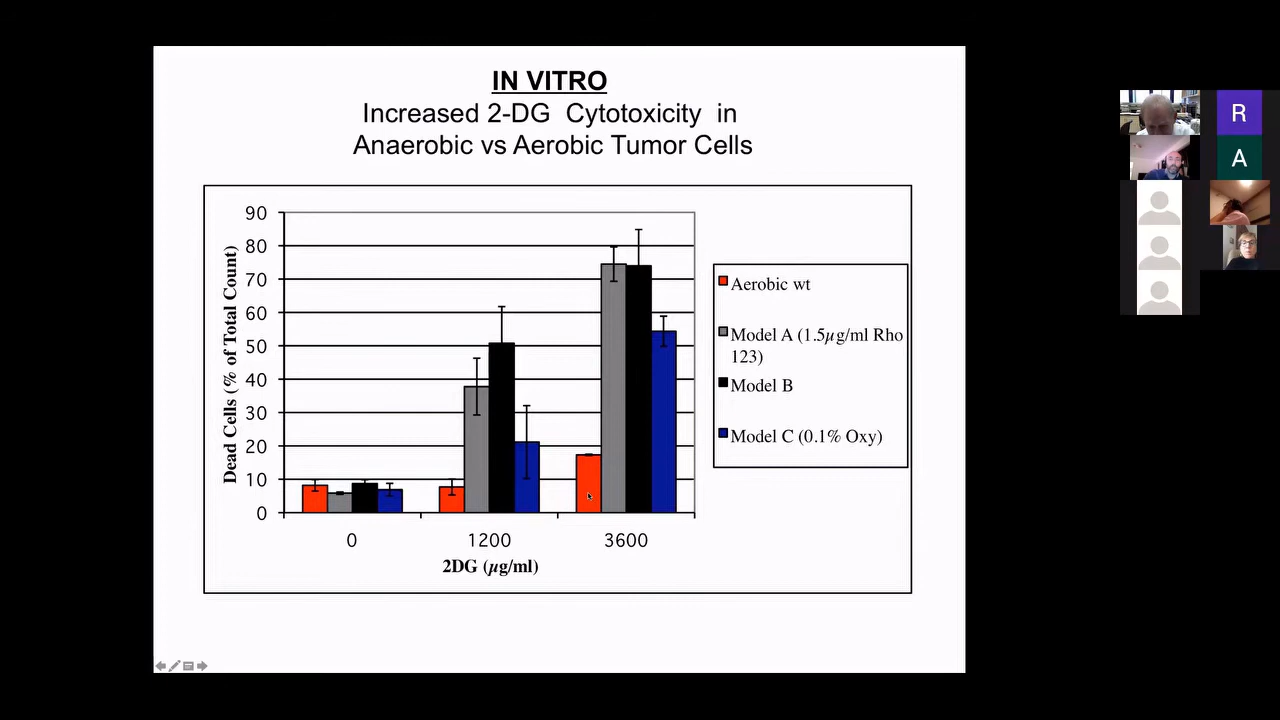 IN VITRO
Increased 2-DG Cytotoxicity in
Anaerobic vs Aerobic Tumor Cells
90
80
70
60
50
40
30
20
10
0
Dead Cells (% of Total Count)
0 1200 3600
2DG (µg/ml)
Aerobic wt
Model A (1.5µg/ml Rho
123)
Model B
Model C (0.1% Oxy)
R
A